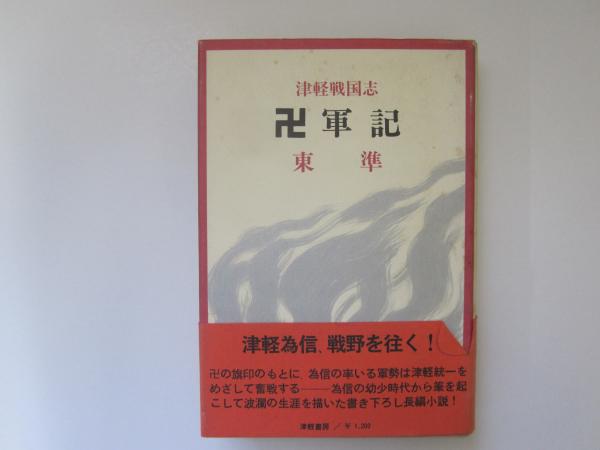 津軽戦国志
卍軍記
東準
津軽為信、戦野を往く！
卍の旗印のもとに、為信の率いる軍勢は津軽統一を
めざして奮戦する――為信の幼少時代から筆を起
こして波瀾の生涯を描いた書き下ろし長編小説！
津軽書房／￥1,200